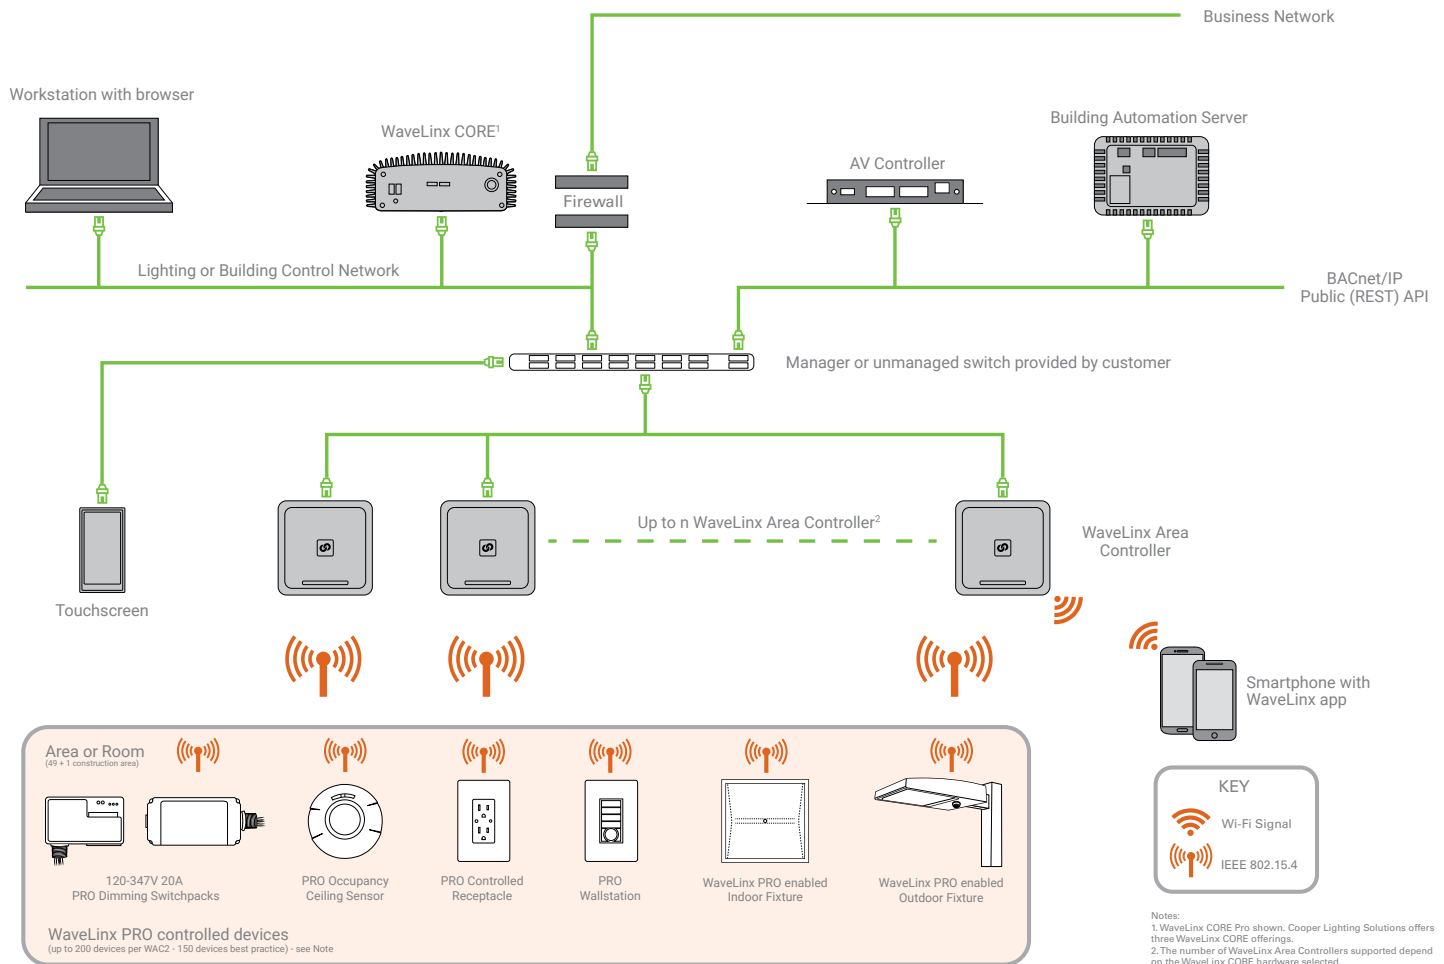 Business Network
Workstation with browser
WaveLinx CORE1
Building Automation Server
AV Controller
Firewall
Lighting or Building Control Network
BACnet/IP
Public (REST) API
Manager or unmanaged switch provided by customer
Up to n WaveLinx Area Controller2
WaveLinx Area
Controller
Touchscreen
Smartphone with
WaveLinx app
Area or Room
(49 + 1 construction area)
120-347V 20A
PRO Dimming Switchpacks
PRO Occupancy
Ceiling Sensor
PRO Controlled
Receptacle
PRO
Wallstation
WaveLinx PRO enabled
Indoor Fixture
WaveLinx PRO enabled
Outdoor Fixture
WaveLinx PRO controlled devices
(up to 200 devices per WAC2 - 150 devices best practice) - see Note
KEY
Wi-Fi Signal
IEEE 802.15.4
Notes:
1. WaveLinx CORE Pro shown. Cooper Lighting Solutions offers
three WaveLinx CORE offerings.
2. The number of WaveLinx Area Controllers supported depend
on the WaveLinx CORE hardware selected.